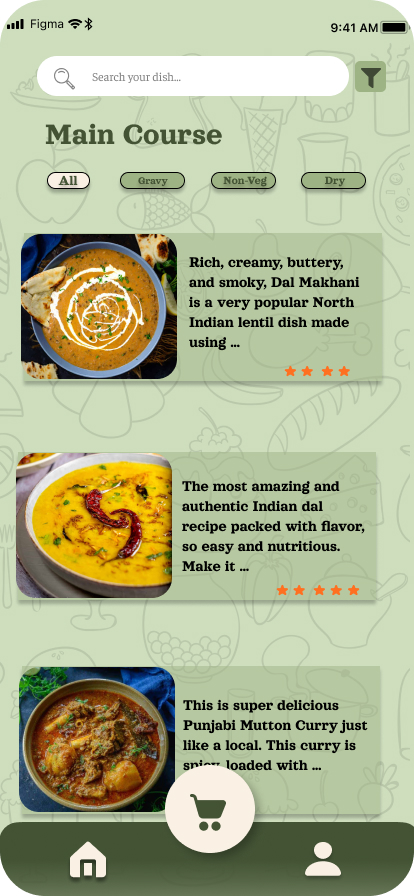 Figma
9:41 AM
Search your dish...
Main Course
All
Gravy
Non-Veg
Dry
Rich, creamy, buttery,
and smoky, Dal Makhani
is a very popular North
Indian lentil dish made
using ...
The most amazing and
authentic Indian dal
recipe packed with flavor,
so easy and nutritious.
Make it ...
This is super delicious
Punjabi Mutton Curry just
like a local. This curry is
spicy, loaded with ...